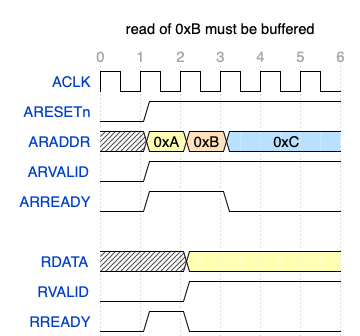 read of 0xB must be buffered
0 1 2 3 4 5 6
ACLK
ARESETn
ARADDR 0xA 0xB 0xC
ARVALID
ARREADY
RDATA
RVALID
RREADY